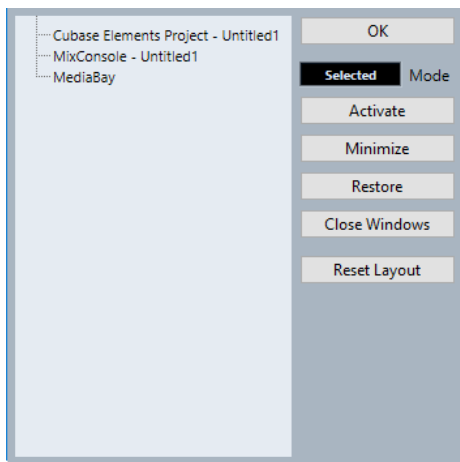 Cubase Elements Project - Untitled1
MixConsole - Untitled1
MediaBay
OK
Selected Mode
Activate
Minimize
Restore
Close Windows
Reset Layout